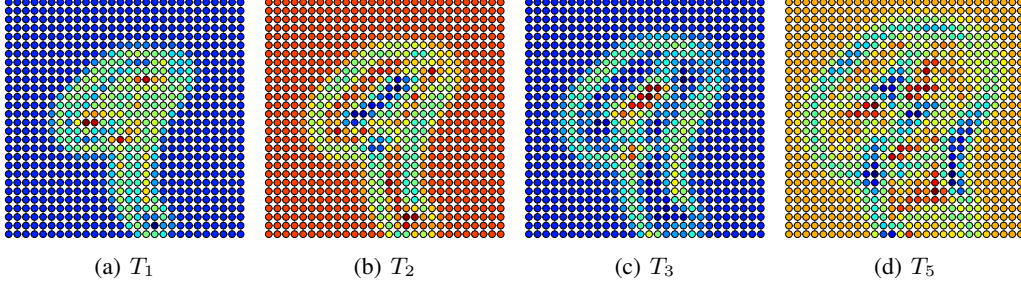 (a) T₁ (b) T₂ (c) T₃ (d) T₅